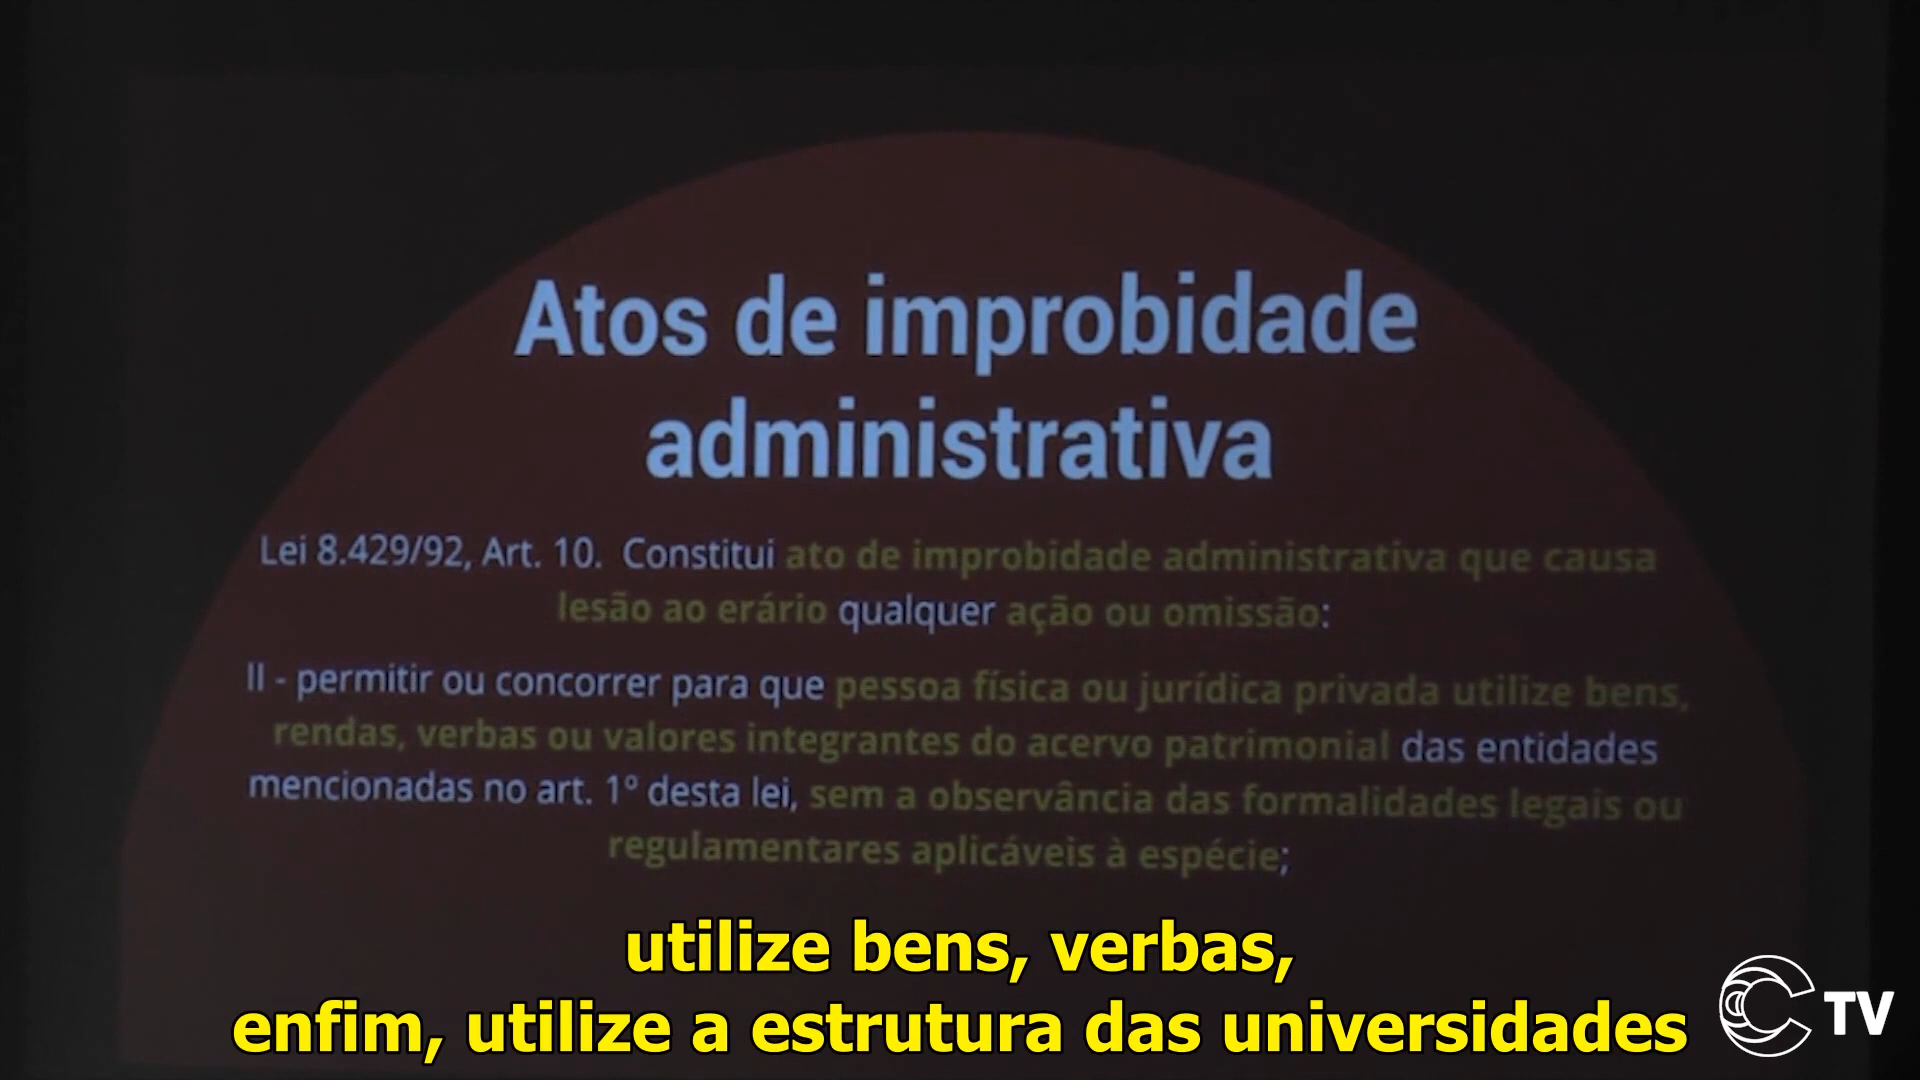 Atos de improbidade
administrativa
Lei 8.429/92, Art. 10.  Constitui ato de improbidade administrativa que causa
lesão ao erário qualquer ação ou omissão:
II - permitir ou concorrer para que pessoa física ou jurídica privada utilize bens,
rendas, verbas ou valores integrantes do acervo patrimonial das entidades
mencionadas no art. 1º desta lei, sem a observância das formalidades legais ou
regulamentares aplicáveis à espécie;
utilize bens, verbas,
enfim, utilize a estrutura das universidades
TV